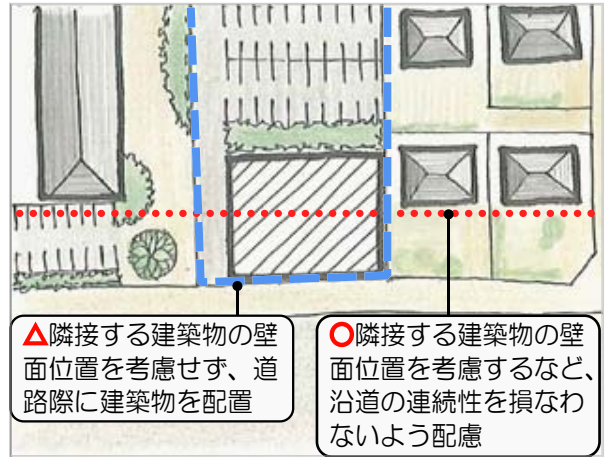 △隣接する建築物の壁
面位置を考慮せず、道
路際に建築物を配置
○隣接する建築物の壁
面位置を考慮するなど、
沿道の連続性を損なわ
ないよう配慮